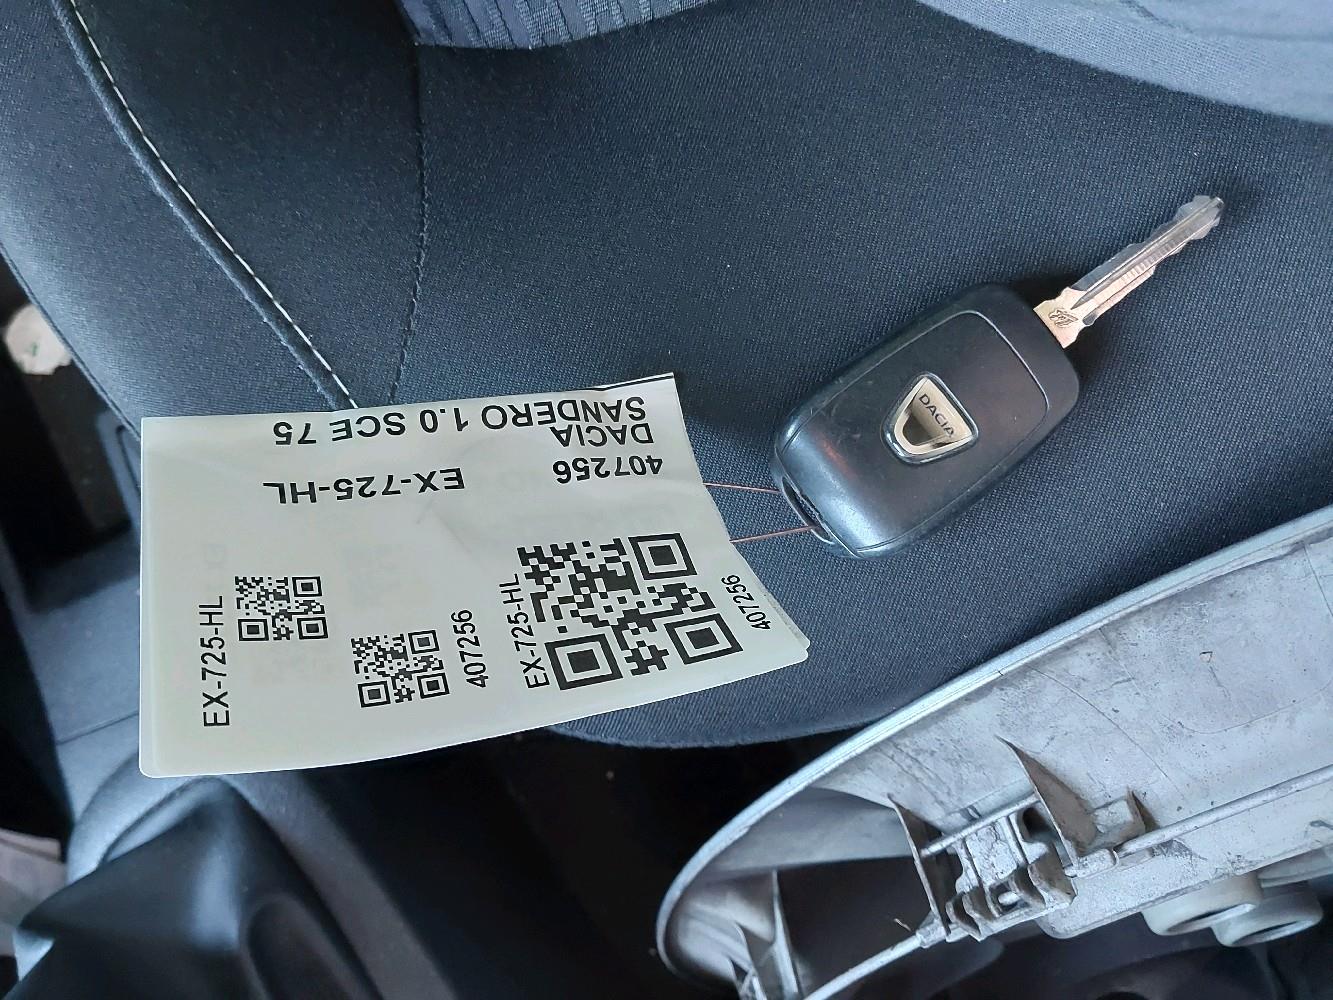 407256 EX-725-HL
DACIA
SANDERO 1.0 SCE 75
EX-725-HL
407256
EX-725-HL
407256
DACIA